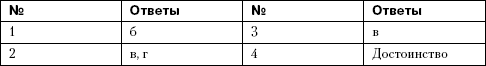 № Ответы № Ответы
1 б 3 в
2 в, г 4 Достоинство